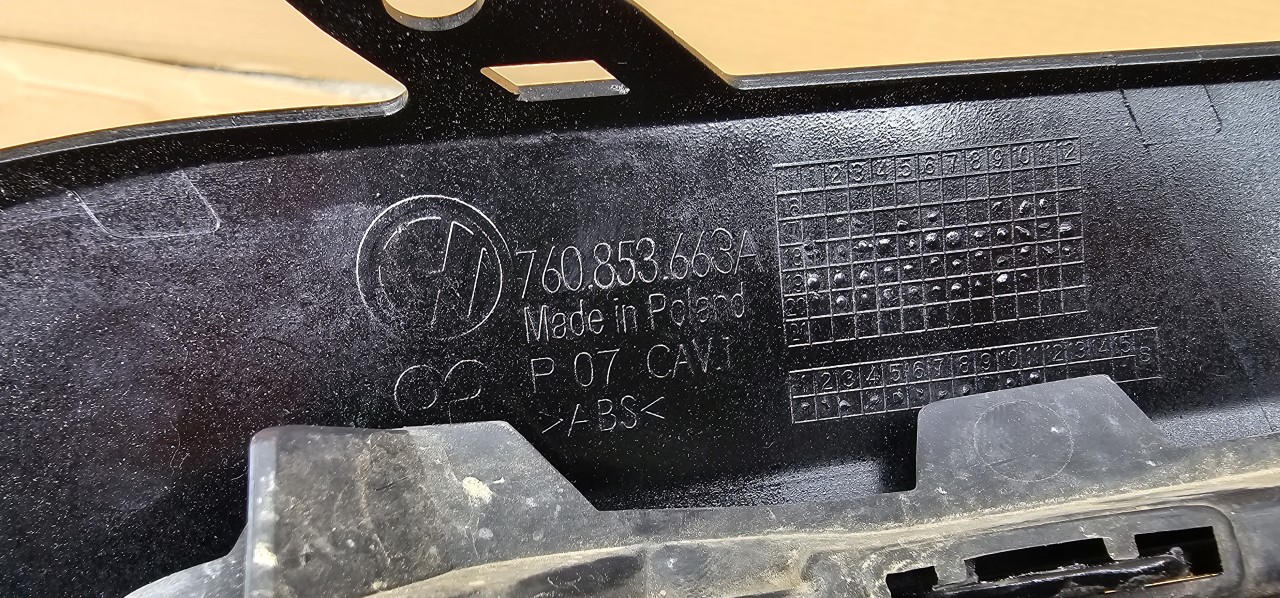 760.853.663A
Made in Poland
P 07 CAV.1
>ABS<
1 2 3 4 5 6 7 8 9 10 11 12
1 2 3 4 5 6 7 8 9 10 11 12 13 14 15 S